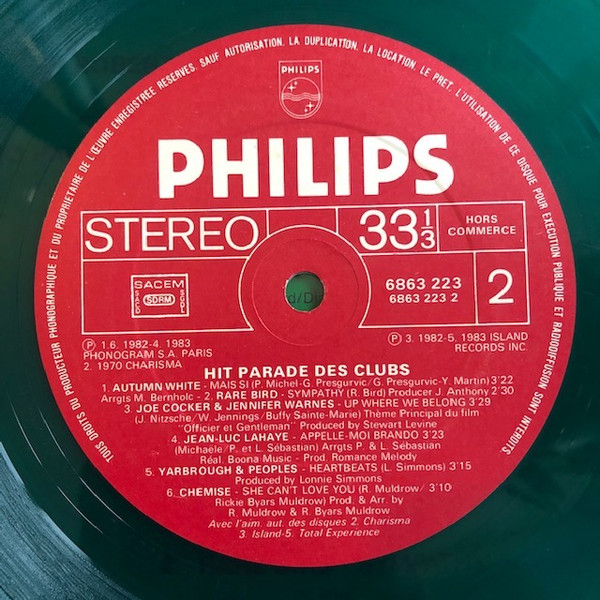 TOUS DROITS DU PRODUCTEUR PHONOGRAPHIQUE ET DU PROPRIETAIRE DE L'ŒUVRE ENREGISTREE RESERVES. SAUF AUTORISATION, LA DUPLICATION, LA LOCATION, LE PRET, L'UTILISATION DE CE DISQUE POUR EXECUTION PUBLIQUE ET RADIODIFFUSION SONT INTERDITS.
PHILIPS
PHILIPS
STEREO
33 1/3
HORS
COMMERCE
SACEM
SDRM
SACD
SGDL
6863 223
6863 223 2
2
Ⓟ 1.6. 1982-4. 1983
PHONOGRAM S.A. PARIS
2. 1970 CHARISMA
Ⓟ 3. 1982-5. 1983 ISLAND
RECORDS INC.
HIT PARADE DES CLUBS
1. AUTUMN WHITE - MAIS SI (P. Michel-G. Presgurvic/G. Presgurvic-Y. Martin) 3'22
Arrgts M. Bernholc - 2. RARE BIRD - SYMPATHY (R. Bird) Producer J. Anthony 2'30
3. JOE COCKER & JENNIFER WARNES - UP WHERE WE BELONG 3'29
(J. Nitzsche/W. Jennings/Buffy Sainte-Marie) Thème Principal du film
"Officier et Gentleman" Produced by Stewart Levine
4. JEAN-LUC LAHAYE - APPELLE-MOI BRANDO 3'23
(Michaële/P. et L. Sébastian) Arrgts P. & L. Sébastian
Réal. Boona Music - Prod. Romance Melody
5. YARBROUGH & PEOPLES - HEARTBEATS (L. Simmons) 3'15
Produced by Lonnie Simmons
6. CHEMISE - SHE CAN'T LOVE YOU (R. Muldrow/ 3'10
Rickie Byars Muldrow) Prod. & Arr. by
R. Muldrow & R. Byars Muldrow
Avec l'aim. aut. des disques 2. Charisma
3. Island-5. Total Experience